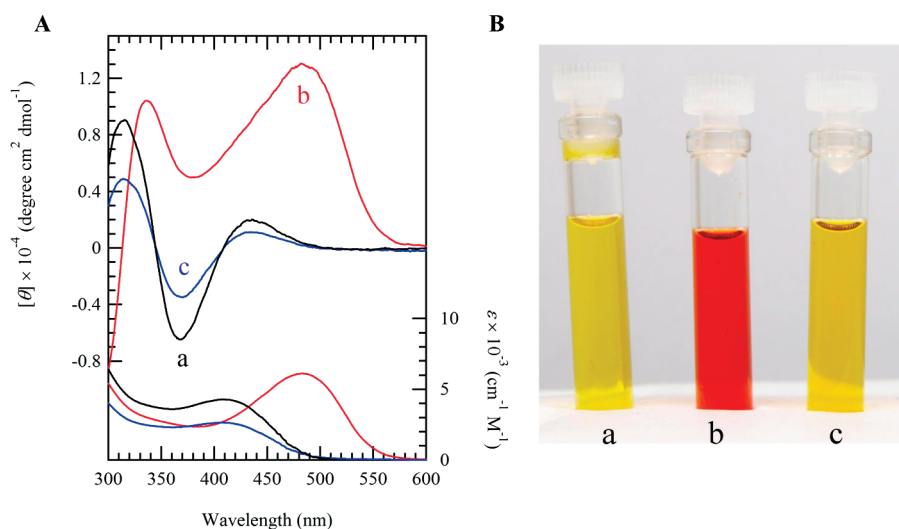 A
B
1.2
0.8
0.4
0
-0.4
-0.8
[θ] × 10⁻⁴ (degree cm² dmol⁻¹)
b
c
a
10
5
0
ε × 10⁻³ (cm⁻¹ M⁻¹)
300 350 400 450 500 550 600
Wavelength (nm)
a b c